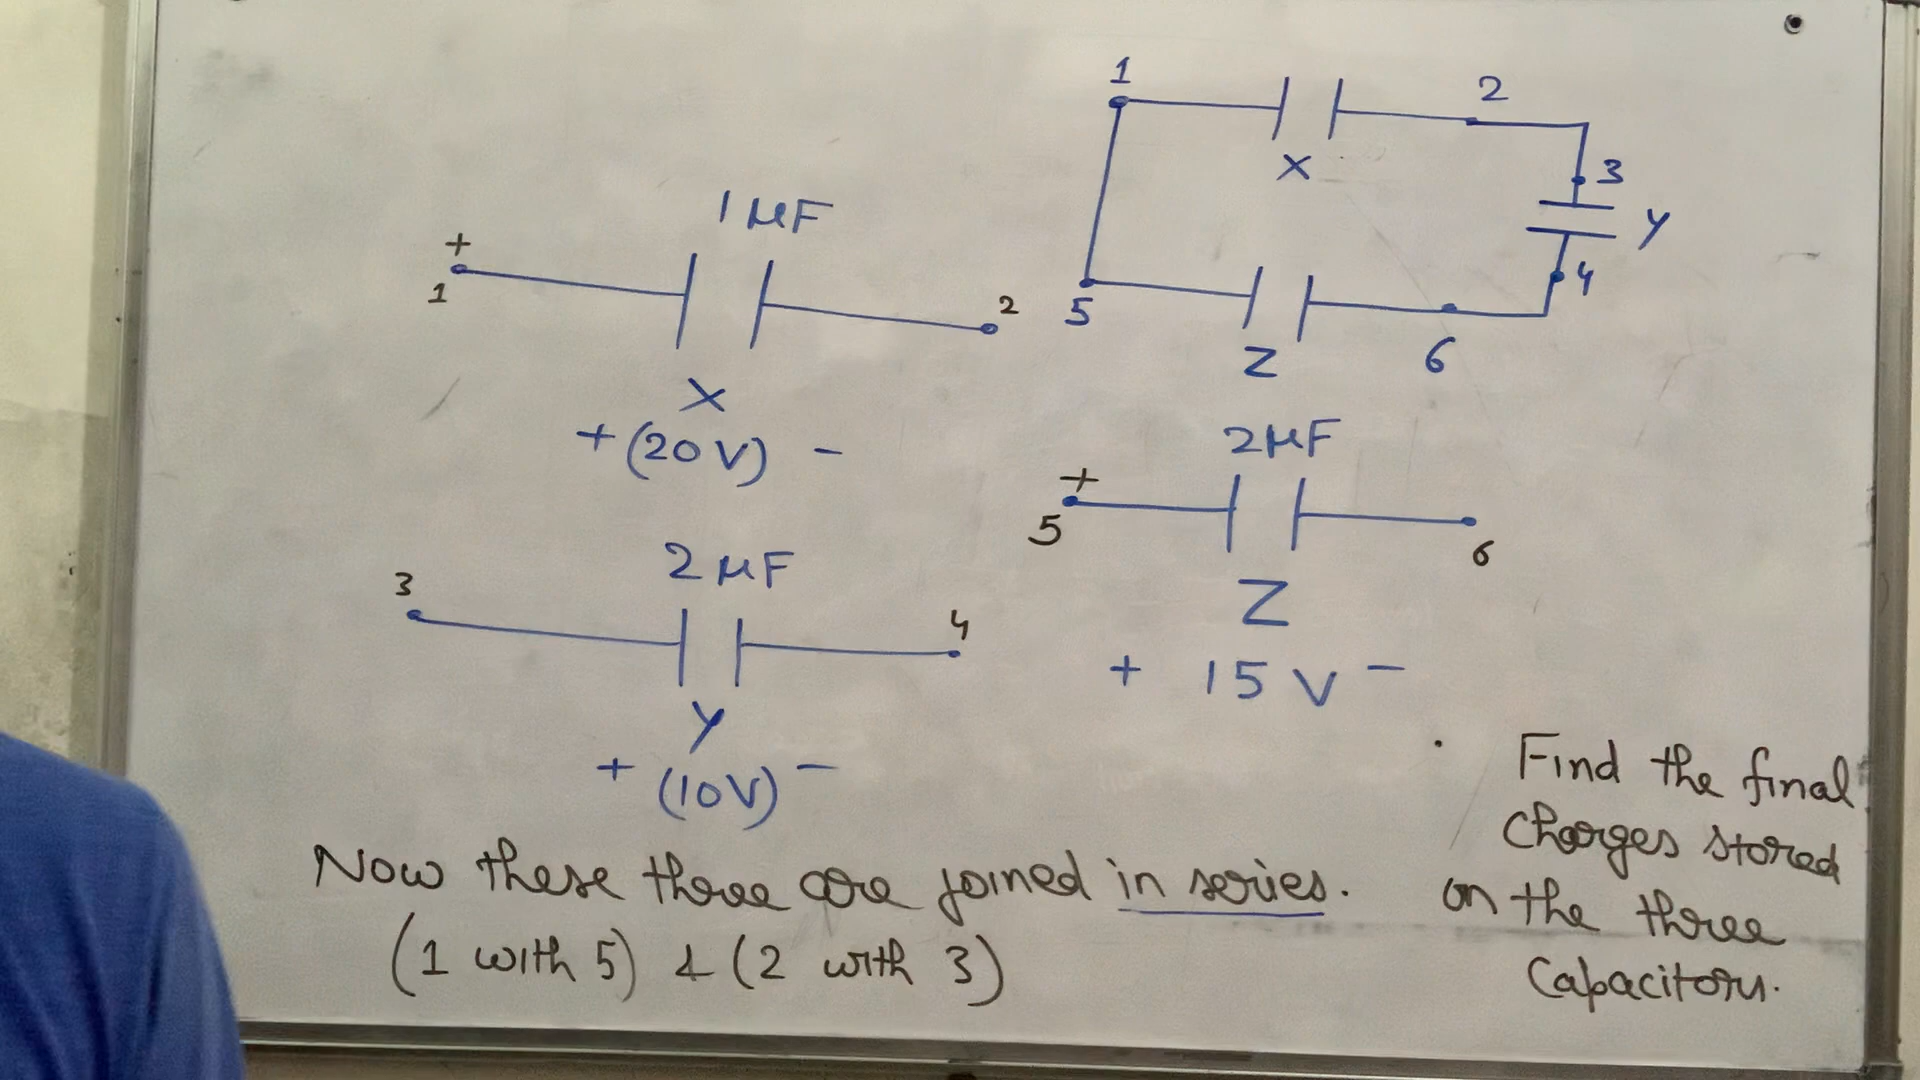 1 μF
+
1
2
X
+ (20 V) -
2 μF
3
4
Y
+ (10V) -
1
2
X
3
Y
4
5
Z
6
2μF
+
5
6
Z
+ 15 V -
Now these three are joined in series.
(1 with 5) & (2 with 3)
Find the final
Charges stored
on the three
Capacitors.